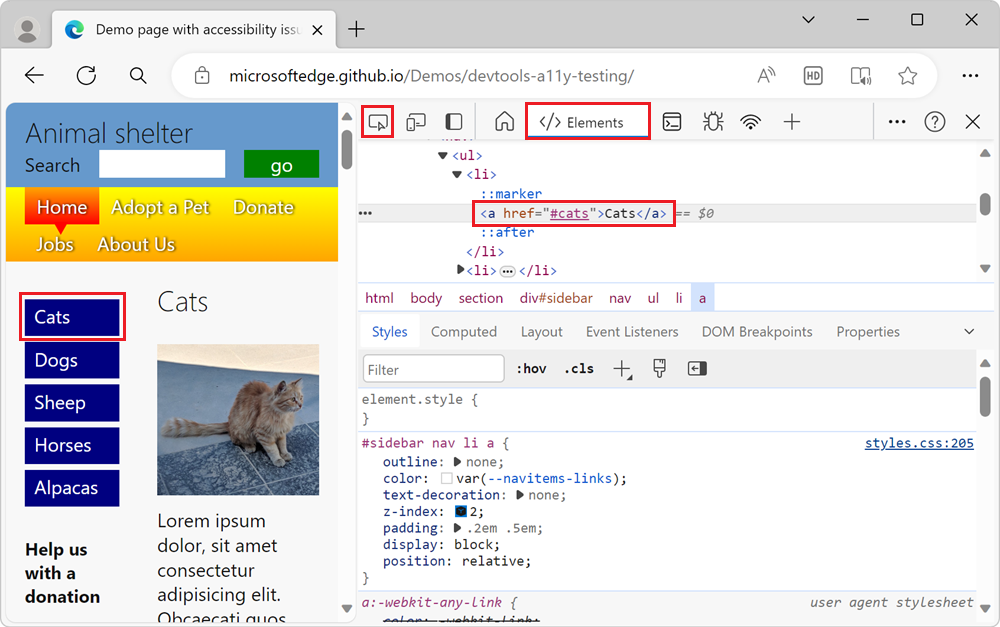 Demo page with accessibility issu
microsoftedge.github.io/Demos/devtools-a11y-testing/
HD
Animal shelter
Search
go
Home Adopt a Pet Donate
Jobs About Us
Cats
Dogs
Sheep
Horses
Alpacas
Help us
with a
donation
Cats
Lorem ipsum
dolor, sit amet
consectetur
adipisicing elit.
Obcaecati quos
</> Elements
<ul>
<li>
::marker
<a href="#cats">Cats</a> == $0
::after
</li>
<li> ••• </li>
html body section div#sidebar nav ul li a
Styles Computed Layout Event Listeners DOM Breakpoints Properties
Filter :hov .cls
element.style {
}
#sidebar nav li a { styles.css:205
outline: none;
color: var(--navitems-links);
text-decoration: none;
z-index: 2;
padding: .2em .5em;
display: block;
position: relative;
}
a:-webkit-any-link { user agent stylesheet
color: -webkit-link;